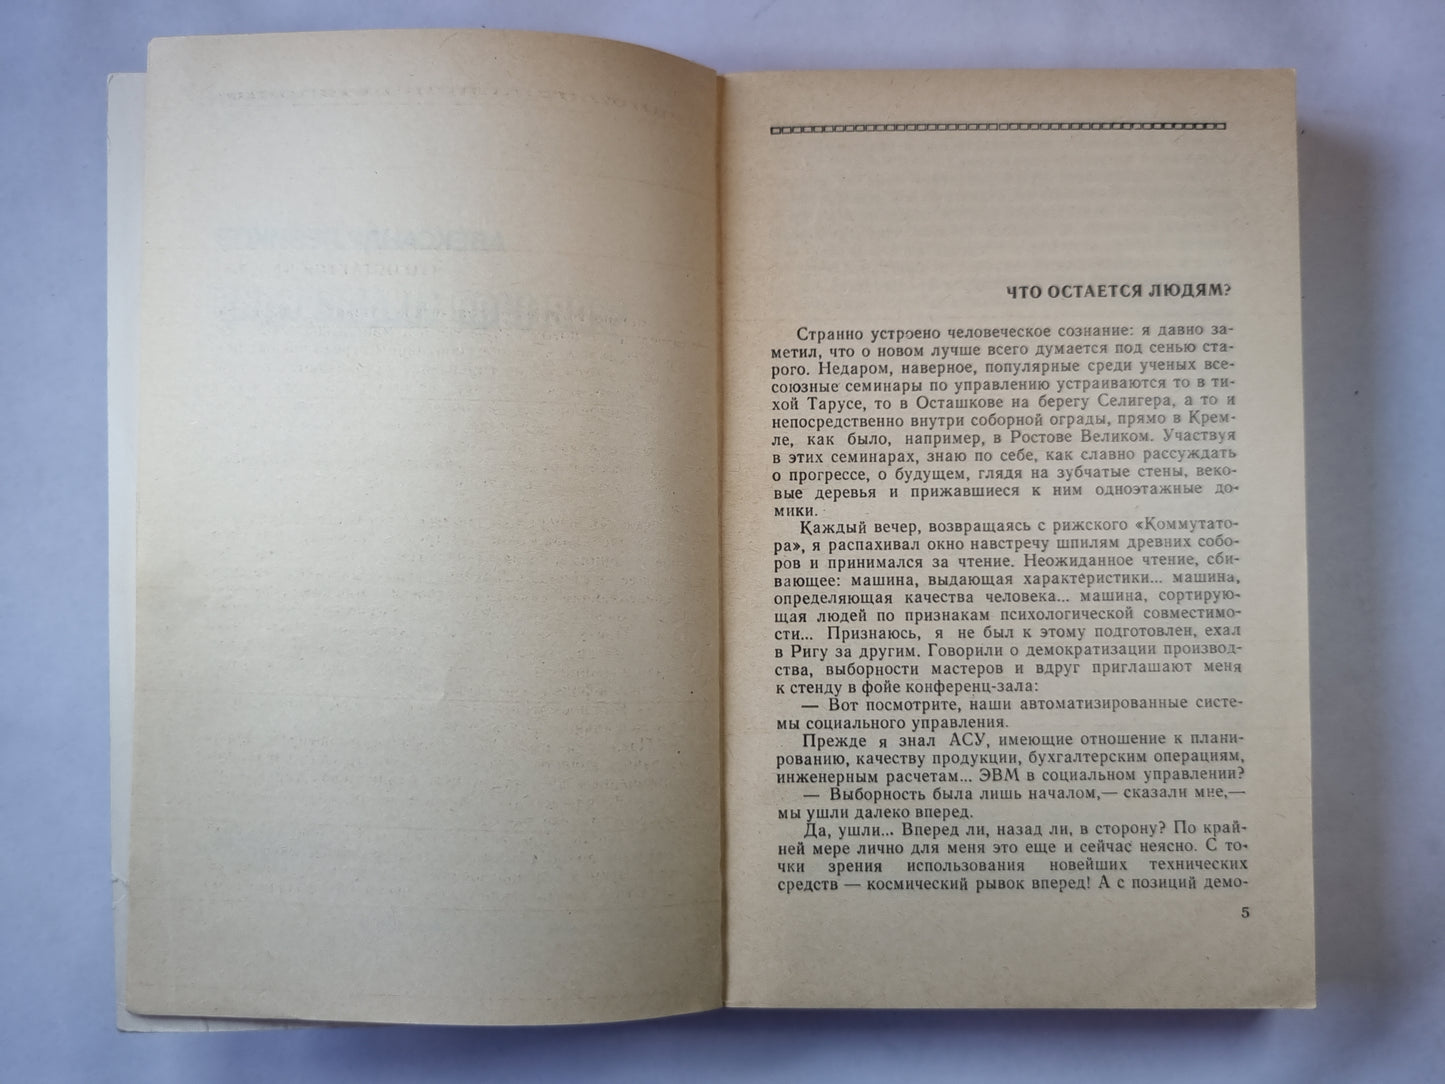 ЧТО ОСТАЕТСЯ ЛЮДЯМ?
Странно устроено человеческое сознание: я давно за-
метил, что о новом лучше всего думается под сенью ста-
рого. Недаром, наверное, популярные среди ученых все-
союзные семинары по управлению устраиваются то в ти-
хой Тарусе, то в Осташкове на берегу Селигера, а то и
непосредственно внутри соборной ограды, прямо в Крем-
ле, как было, например, в Ростове Великом. Участвуя
в этих семинарах, знаю по себе, как славно рассуждать
о прогрессе, о будущем, глядя на зубчатые стены, веко-
вые деревья и прижавшиеся к ним одноэтажные до-
мики.
Каждый вечер, возвращаясь с рижского «Коммутато-
ра», я распахивал окно навстречу шпилям древних собо-
ров и принимался за чтение. Неожиданное чтение, сби-
вающее: машина, выдающая характеристики... машина,
определяющая качества человека... машина, сортирую-
щая людей по признакам психологической совместимо-
сти... Признаюсь, я не был к этому подготовлен, ехал
в Ригу за другим. Говорили о демократизации производ-
ства, выборности мастеров и вдруг приглашают меня
к стенду в фойе конференц-зала:
— Вот посмотрите, наши автоматизированные систе-
мы социального управления.
Прежде я знал АСУ, имеющие отношение к плани-
рованию, качеству продукции, бухгалтерским операциям,
инженерным расчетам... ЭВМ в социальном управлении?
— Выборность была лишь началом,— сказали мне,—
мы ушли далеко вперед.
Да, ушли... Вперед ли, назад ли, в сторону? По край-
ней мере лично для меня это еще и сейчас неясно. С то-
чки зрения использования новейших технических
средств — космический рывок вперед! А с позиций демо-
5